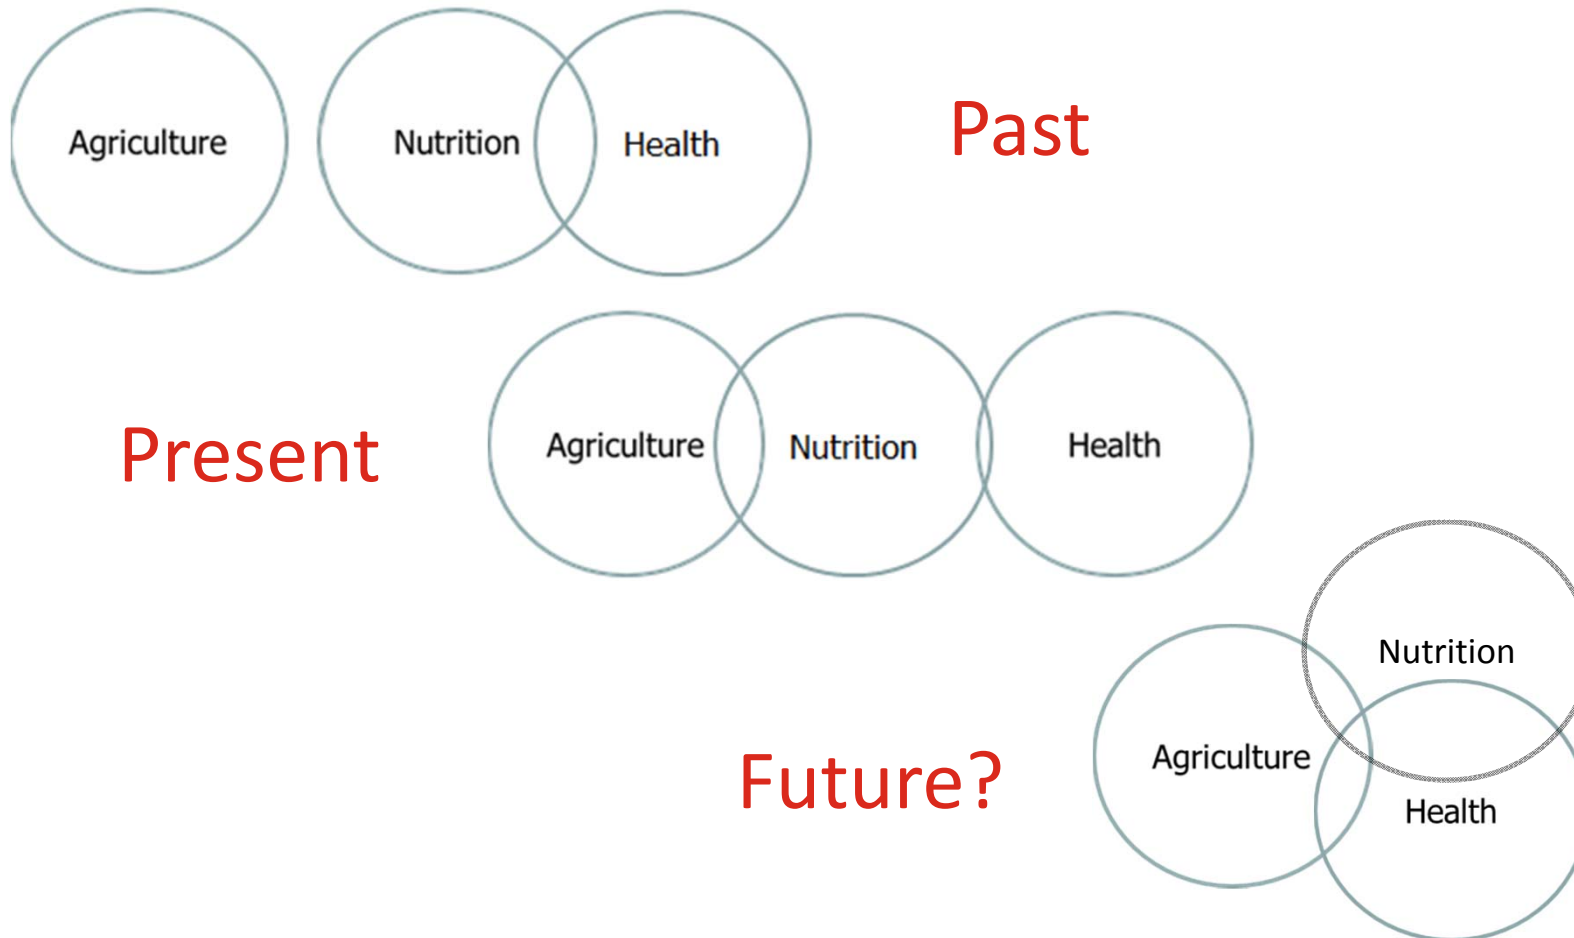 Agriculture
Nutrition
Health
Past
Present
Agriculture
Nutrition
Health
Nutrition
Agriculture
Future?
Health